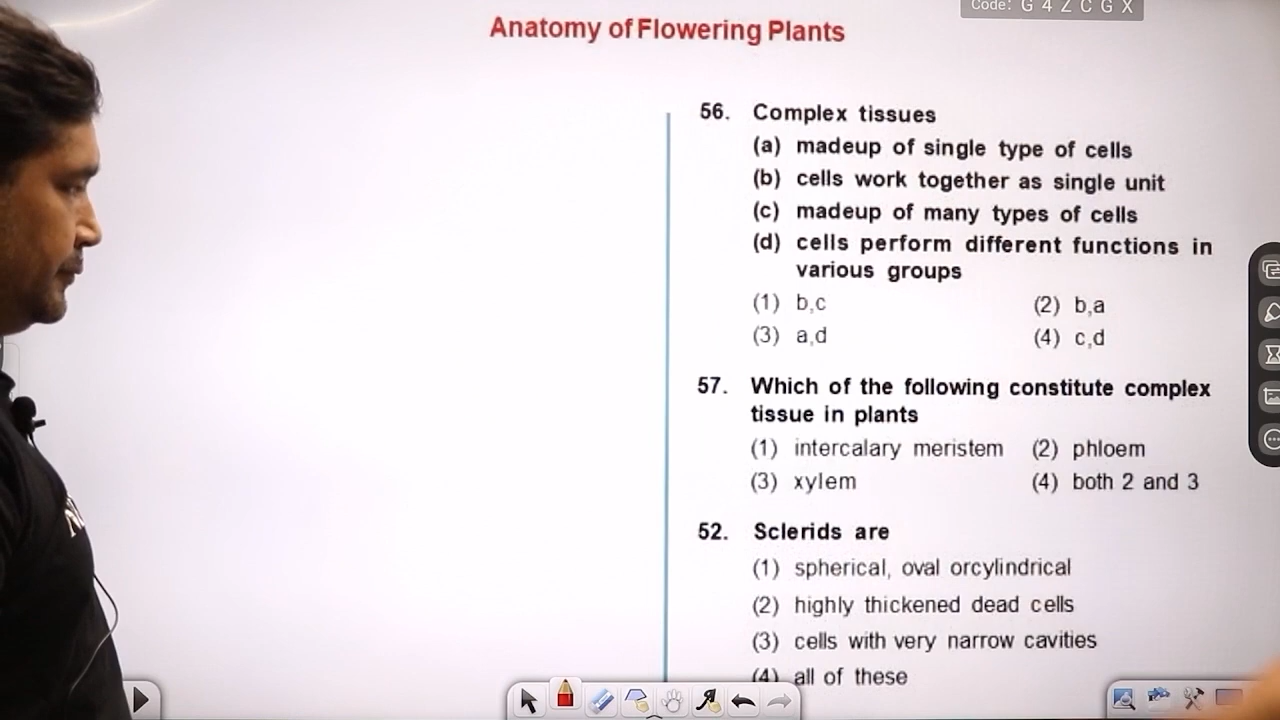 Code: G 4 Z C G X
Anatomy of Flowering Plants
56. Complex tissues
(a) madeup of single type of cells
(b) cells work together as single unit
(c) madeup of many types of cells
(d) cells perform different functions in
various groups
(1) b,c (2) b,a
(3) a,d (4) c,d
57. Which of the following constitute complex
tissue in plants
(1) intercalary meristem (2) phloem
(3) xylem (4) both 2 and 3
52. Sclerids are
(1) spherical, oval orcylindrical
(2) highly thickened dead cells
(3) cells with very narrow cavities
(4) all of these